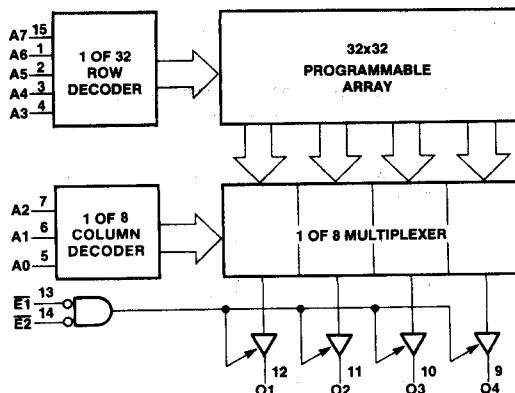 A7 15
A6 1
A5 2
A4 3
A3 4
1 OF 32
ROW
DECODER
32x32
PROGRAMMABLE
ARRAY
A2 7
A1 6
A0 5
1 OF 8
COLUMN
DECODER
1 OF 8 MULTIPLEXER
E1 13
E2 14
12 11 10 9
O1 O2 O3 O4